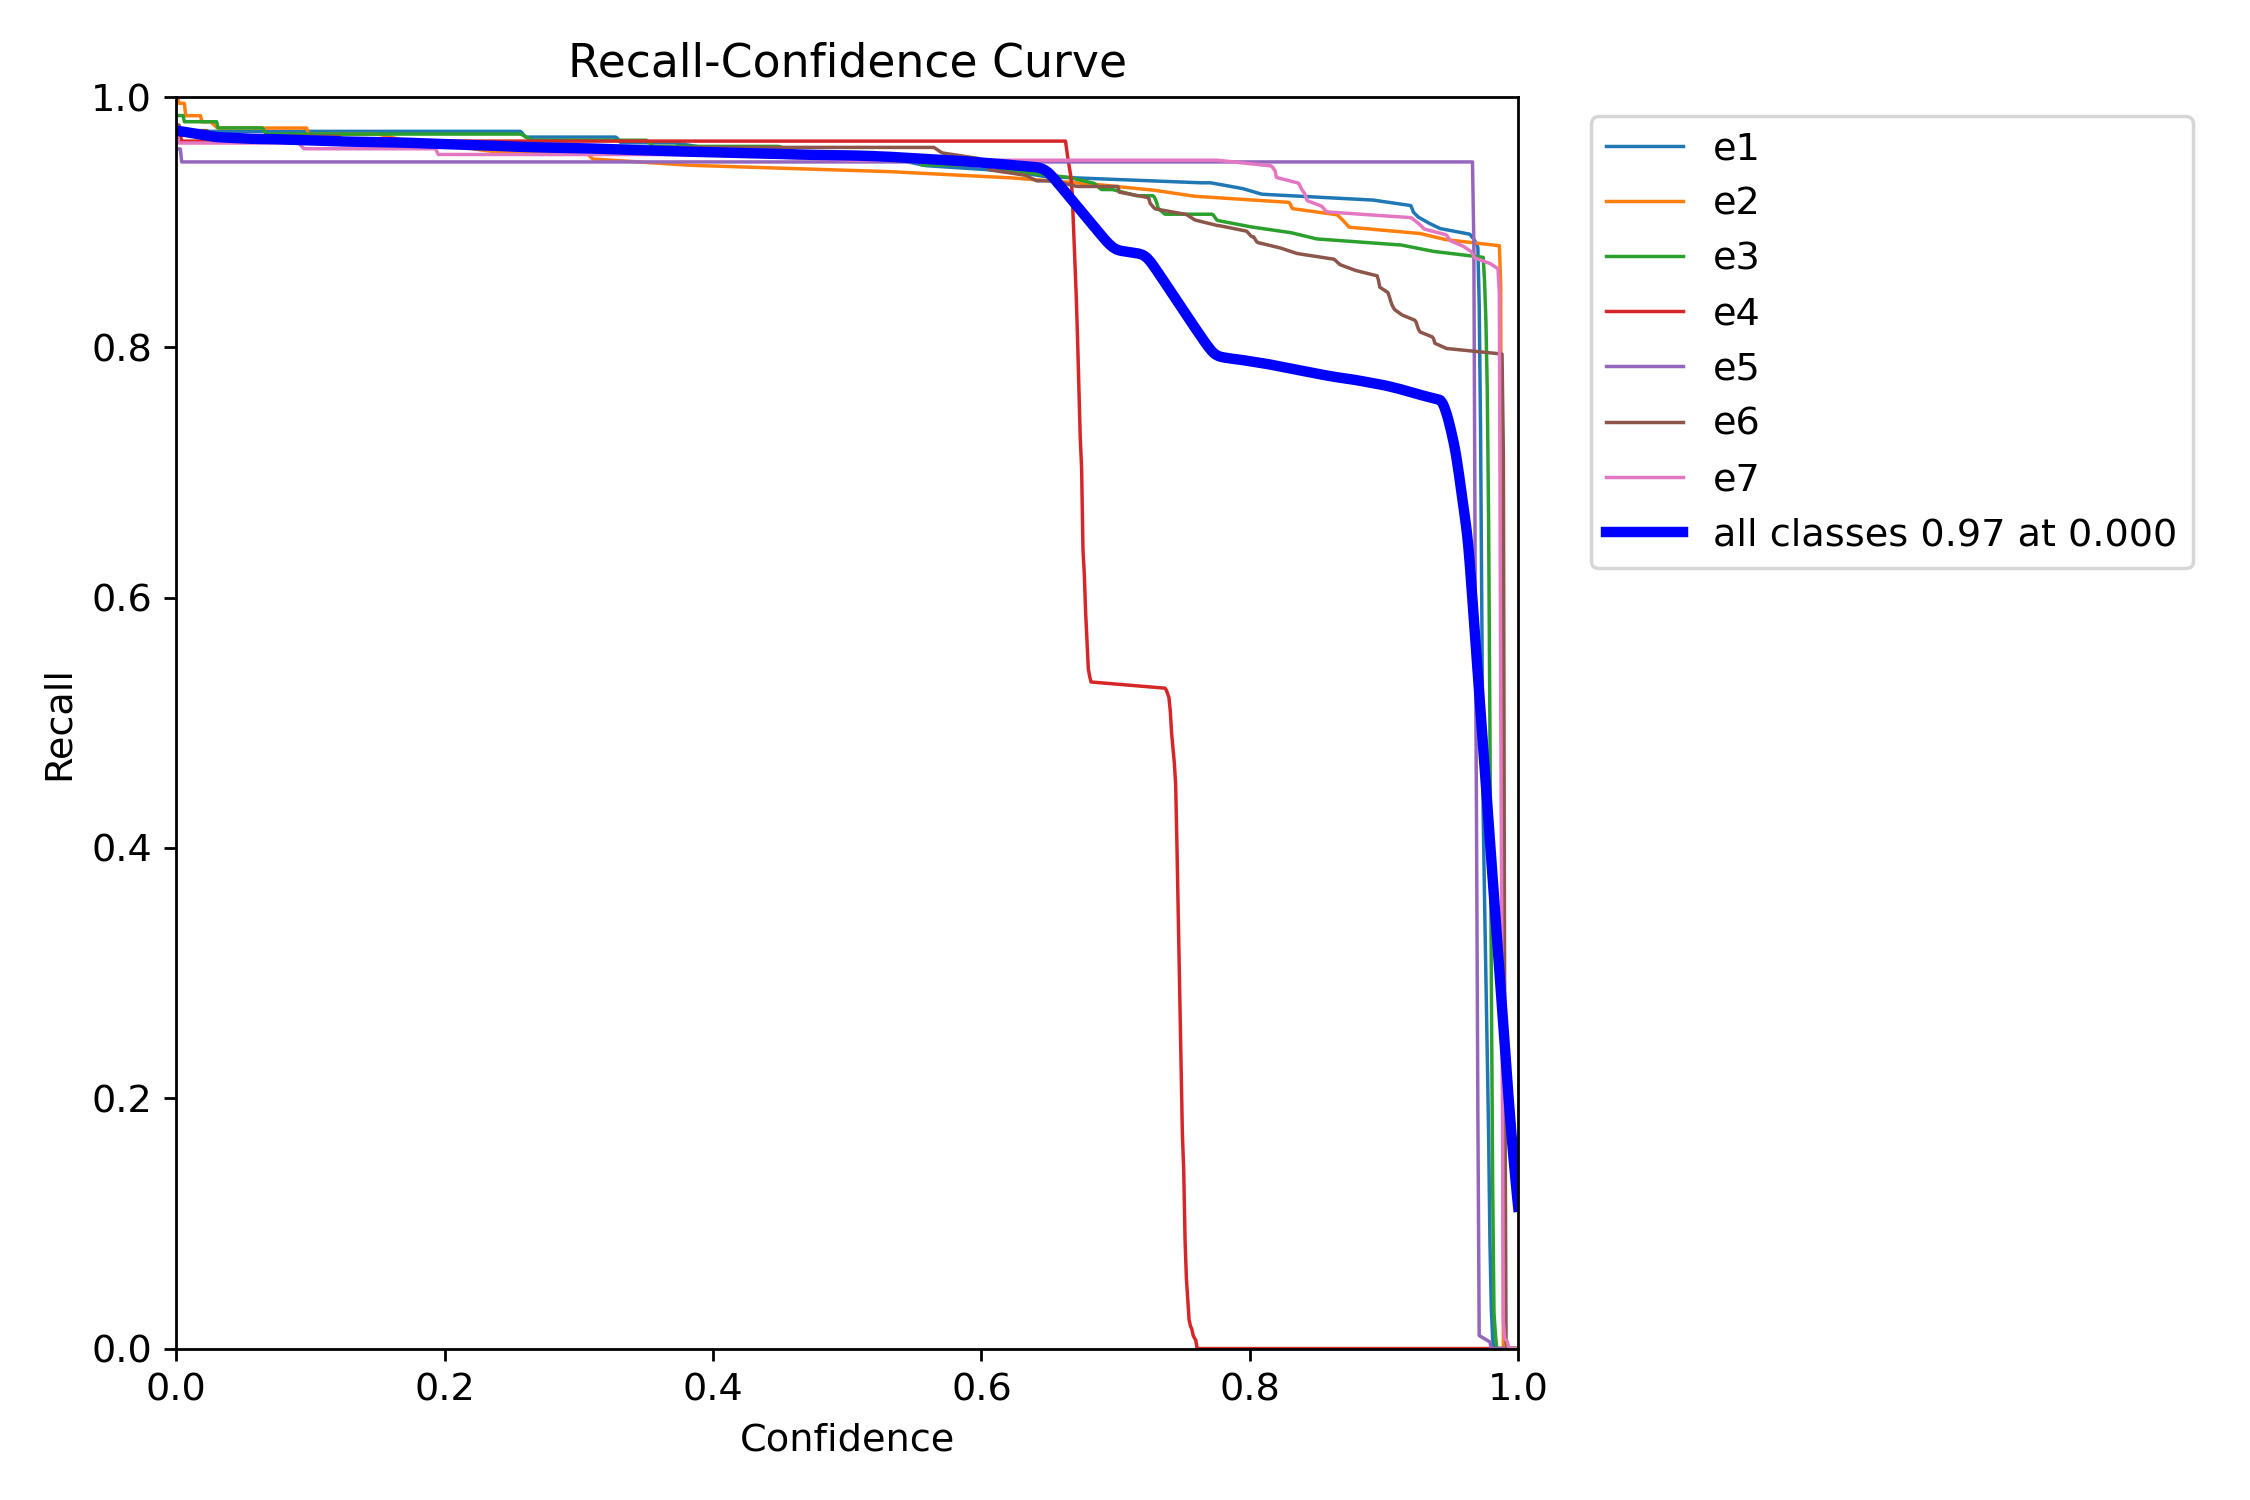 Recall-Confidence Curve
1.0
0.8
0.6
0.4
0.2
0.0
Recall
0.0 0.2 0.4 0.6 0.8 1.0
Confidence
e1
e2
e3
e4
e5
e6
e7
all classes 0.97 at 0.000